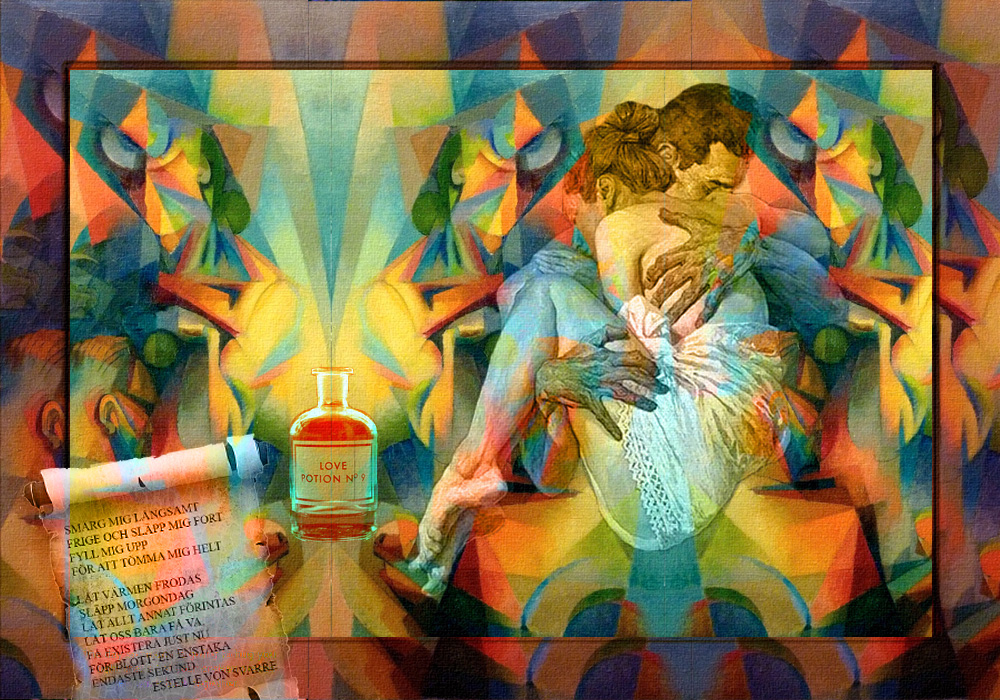 LOVE
POTION Nº 9
SMARG MIG LÅNGSAMT
FRIGE OCH SLÄPP MIG FORT
FYLL MIG UPP
FÖR ATT TÖMMA MIG HELT
LÅT VÄRMEN FRODAS
SLÄPP MORGONDAG
LÅT ALLT ANNAT FÖRINTAS
LÅT OSS BARA FÅ VA.
FÅ EXISTERA JUST NU
FÖR BLOTT EN ENSTAKA
ENDASTE SEKUND
ESTELLE VON SVARRE